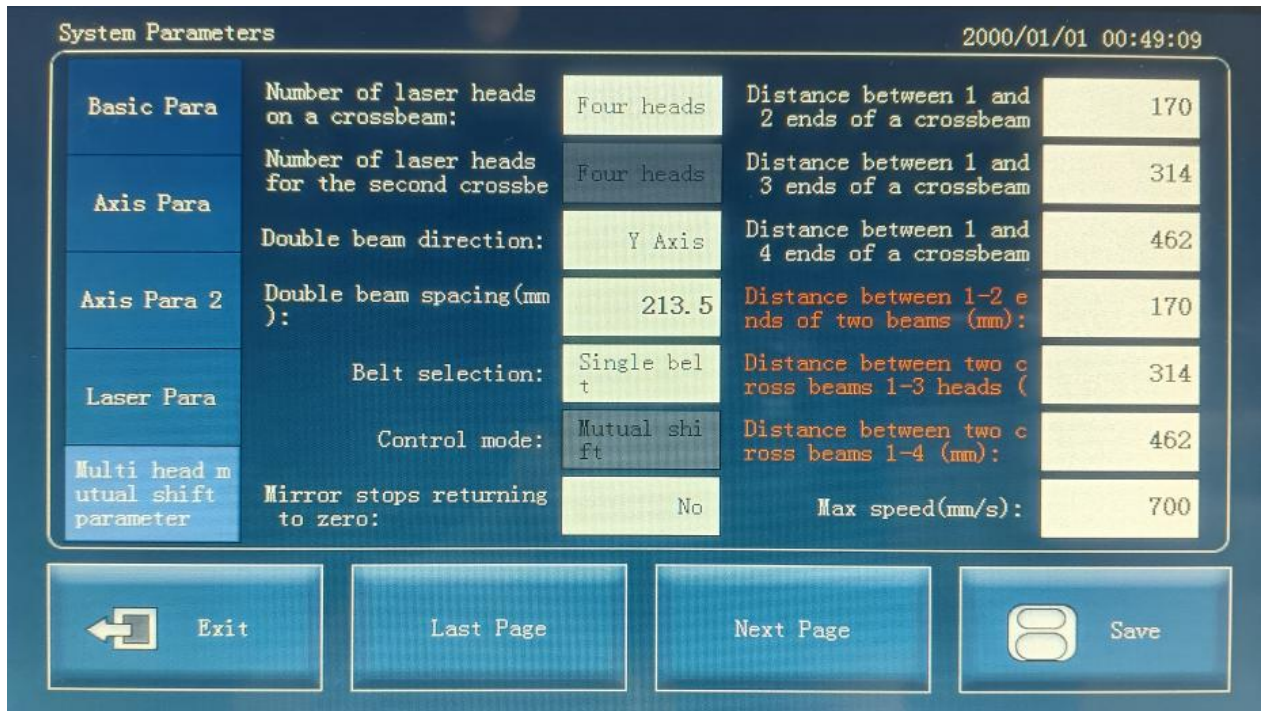 System Parameters
2000/01/01 00:49:09
Basic Para
Axis Para
Axis Para 2
Laser Para
Multi head m
utual shift
parameter
Number of laser heads
on a crossbeam:
Four heads
Number of laser heads
for the second crossbe
Four heads
Double beam direction:
Y Axis
Double beam spacing(mm
):
213.5
Belt selection:
Single bel
t
Control mode:
Mutual shi
ft
Mirror stops returning
to zero:
No
Distance between 1 and
2 ends of a crossbeam
170
Distance between 1 and
3 ends of a crossbeam
314
Distance between 1 and
4 ends of a crossbeam
462
Distance between 1-2 e
nds of two beams (mm):
170
Distance between two c
ross beams 1-3 heads (
314
Distance between two c
ross beams 1-4 (mm):
462
Max speed(mm/s):
700
Exit
Last Page
Next Page
Save